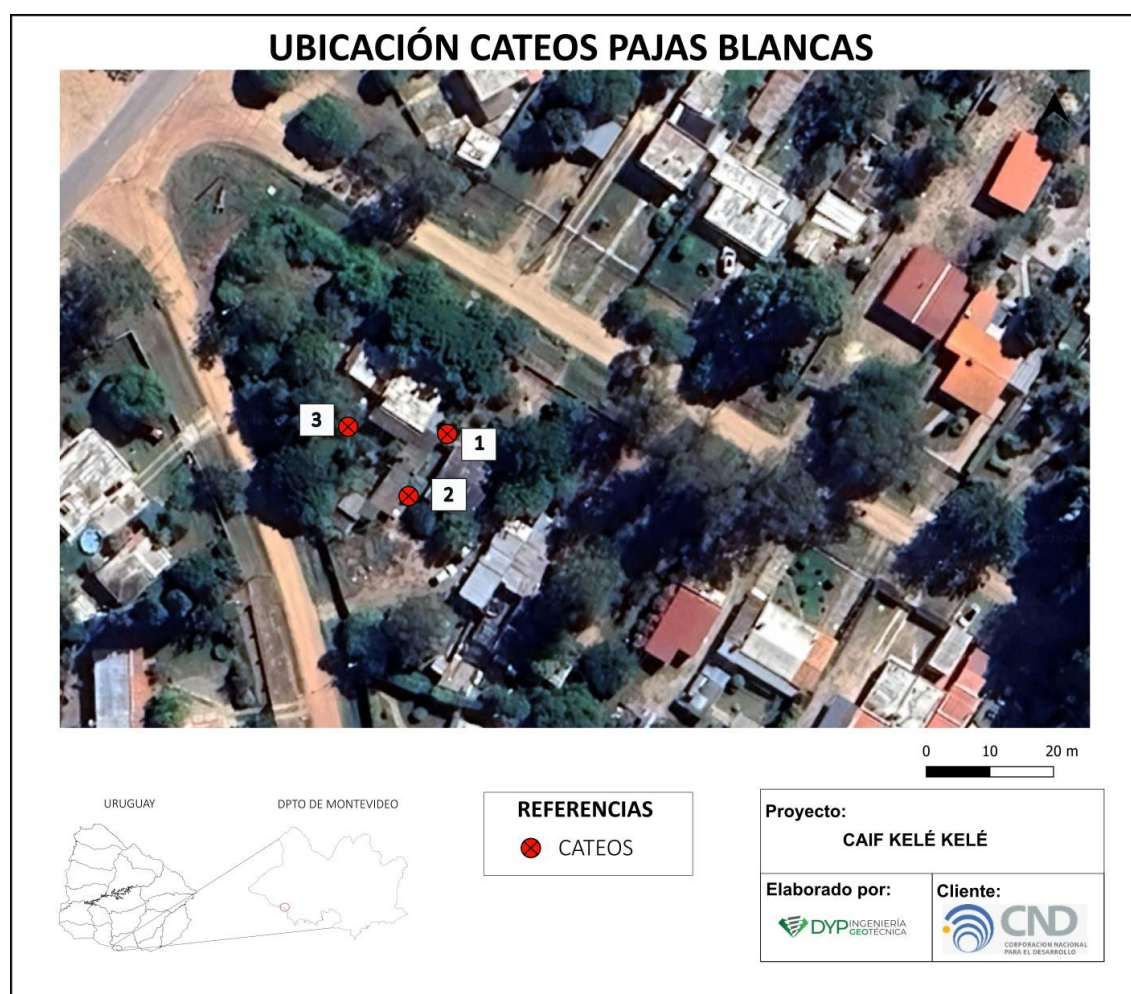 UBICACIÓN CATEOS PAJAS BLANCAS
3
1
2
0 10 20 m
URUGUAY
DPTO DE MONTEVIDEO
REFERENCIAS
CATEOS
Proyecto:
CAIF KELÉ KELÉ
Elaborado por:
DYP INGENIERÍA
GEOTÉCNICA
Cliente:
CND
CORPORACION NACIONAL
PARA EL DESARROLLO